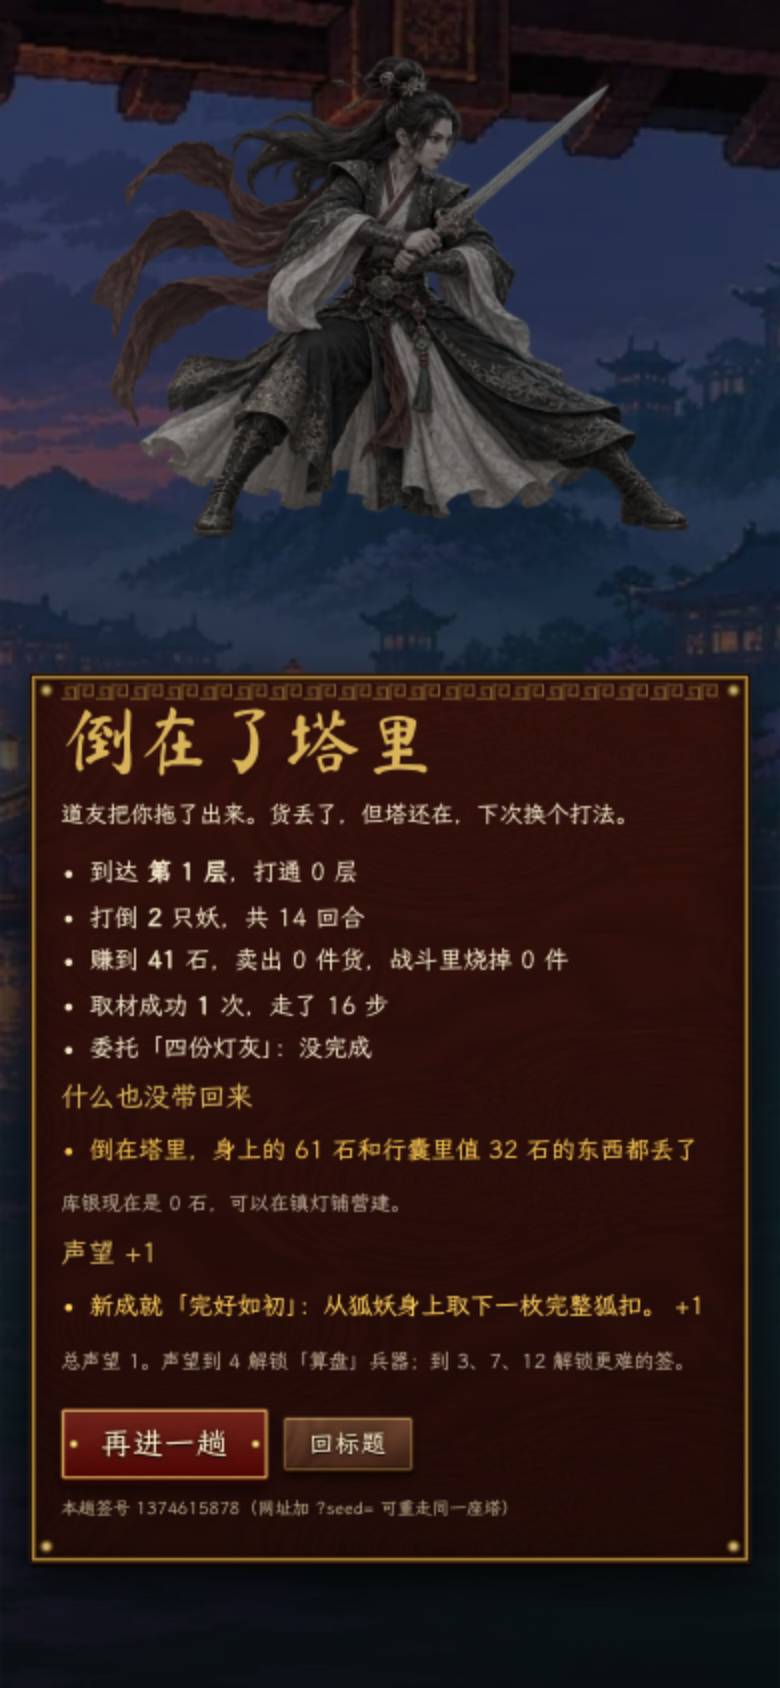 倒在了塔里
道友把你拖了出来。货丢了，但塔还在，下次换个打法。
• 到达 第 1 层，打通 0 层
• 打倒 2 只妖，共 14 回合
• 赚到 41 石，卖出 0 件货，战斗里烧掉 0 件
• 取材成功 1 次，走了 16 步
• 委托「四份灯灰」：没完成
什么也没带回来
• 倒在塔里，身上的 61 石和行囊里值 32 石的东西都丢了
库银现在是 0 石，可以在镇灯铺营建。
声望 +1
• 新成就「完好如初」：从狐妖身上取下一枚完整狐扣。 +1
总声望 1。声望到 4 解锁「算盘」兵器；到 3、7、12 解锁更难的签。
再进一趟
回标题
本趟签号 1374615878（网址加 ?seed= 可重走同一座塔）